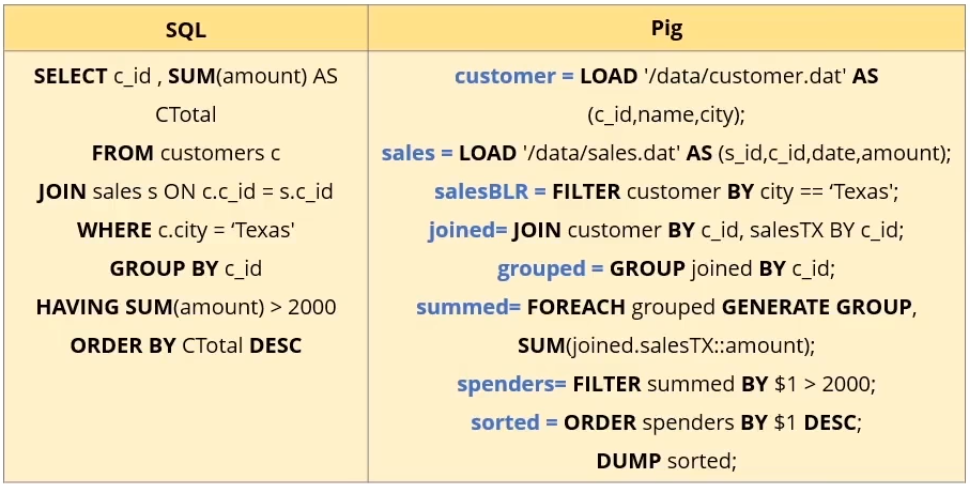 SQL
Pig
SELECT c_id , SUM(amount) AS
CTotal
FROM customers c
JOIN sales s ON c.c_id = s.c_id
WHERE c.city = ‘Texas'
GROUP BY c_id
HAVING SUM(amount) > 2000
ORDER BY CTotal DESC
customer = LOAD '/data/customer.dat' AS
(c_id,name,city);
sales = LOAD '/data/sales.dat' AS (s_id,c_id,date,amount);
salesBLR = FILTER customer BY city == ‘Texas';
joined= JOIN customer BY c_id, salesTX BY c_id;
grouped = GROUP joined BY c_id;
summed= FOREACH grouped GENERATE GROUP,
SUM(joined.salesTX::amount);
spenders= FILTER summed BY $1 > 2000;
sorted = ORDER spenders BY $1 DESC;
DUMP sorted;